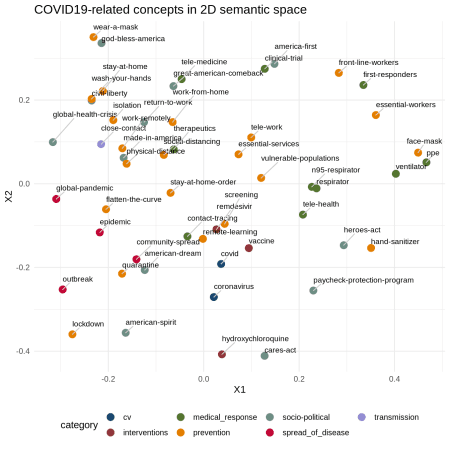 COVID19-related concepts in 2D semantic space
wear-a-mask
god-bless-america
america-first
tele-medicine
clinical-trial
stay-at-home
front-line-workers
great-american-comeback
wash-your-hands
first-responders
work-from-home
civil-liberty
return-to-work
isolation
essential-workers
global-health-crisis
work-remotely
close-contact
therapeutics
tele-work
made-in-america
social-distancing
essential-services
face-mask
physical-distance
ppe
vulnerable-populations
ventilator
n95-respirator
stay-at-home-order
respirator
global-pandemic
screening
flatten-the-curve
remdesivir
tele-health
contact-tracing
epidemic
remote-learning
heroes-act
community-spread
vaccine
hand-sanitizer
american-dream
covid
quarantine
outbreak
paycheck-protection-program
coronavirus
lockdown
american-spirit
hydroxychloroquine
cares-act
0.2
0.0
-0.2
-0.4
X2
-0.2
0.0
0.2
0.4
X1
category
cv
medical_response
socio-political
transmission
interventions
prevention
spread_of_disease